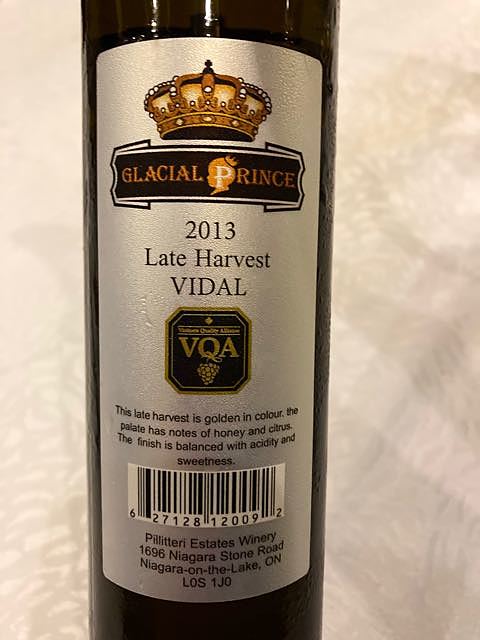 GLACIAL PRINCE
2013
Late Harvest
VIDAL
Vintners Quality Alliance
VQA
This late harvest is golden in colour. the
palate has notes of honey and citrus.
The finish is balanced with acidity and
sweetness.
6 27128 12009 2
Pillitteri Estates Winery
1696 Niagara Stone Road
Niagara-on-the-Lake, ON
L0S 1J0